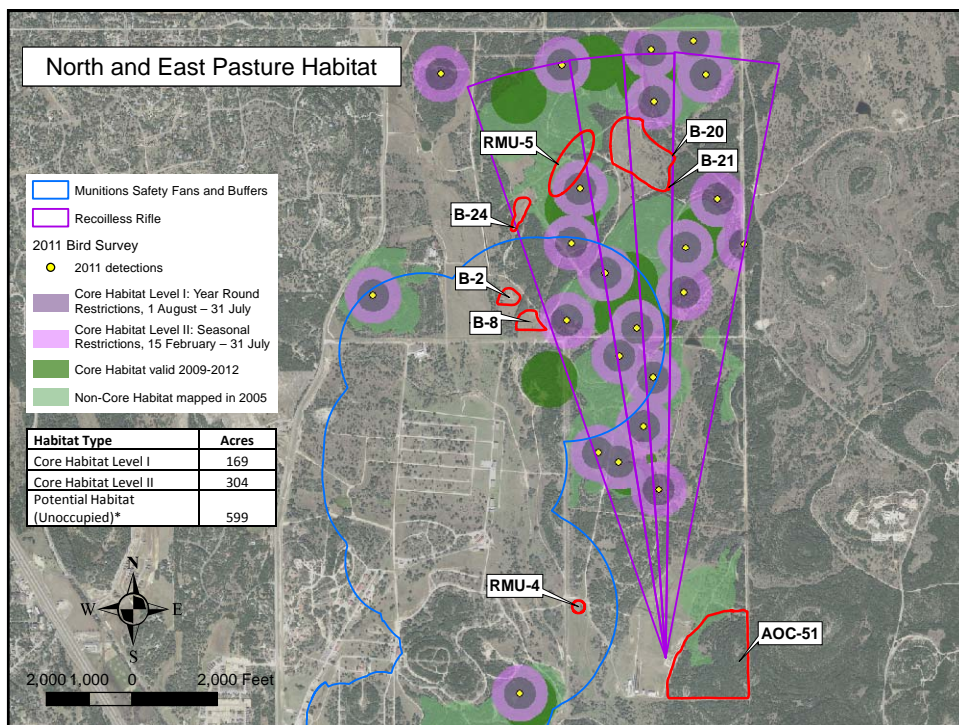 North and East Pasture Habitat
B-20
RMU-5
B-21
B-24
B-2
B-8
RMU-4
AOC-51
Munitions Safety Fans and Buffers
Recoilless Rifle
2011 Bird Survey
2011 detections
Core Habitat Level I: Year Round
Restrictions, 1 August – 31 July
Core Habitat Level II: Seasonal
Restrictions, 15 February – 31 July
Core Habitat valid 2009-2012
Non-Core Habitat mapped in 2005
Habitat Type Acres
Core Habitat Level I 169
Core Habitat Level II 304
Potential Habitat
(Unoccupied)* 599
N
W E
S
2,000 1,000 0 2,000 Feet